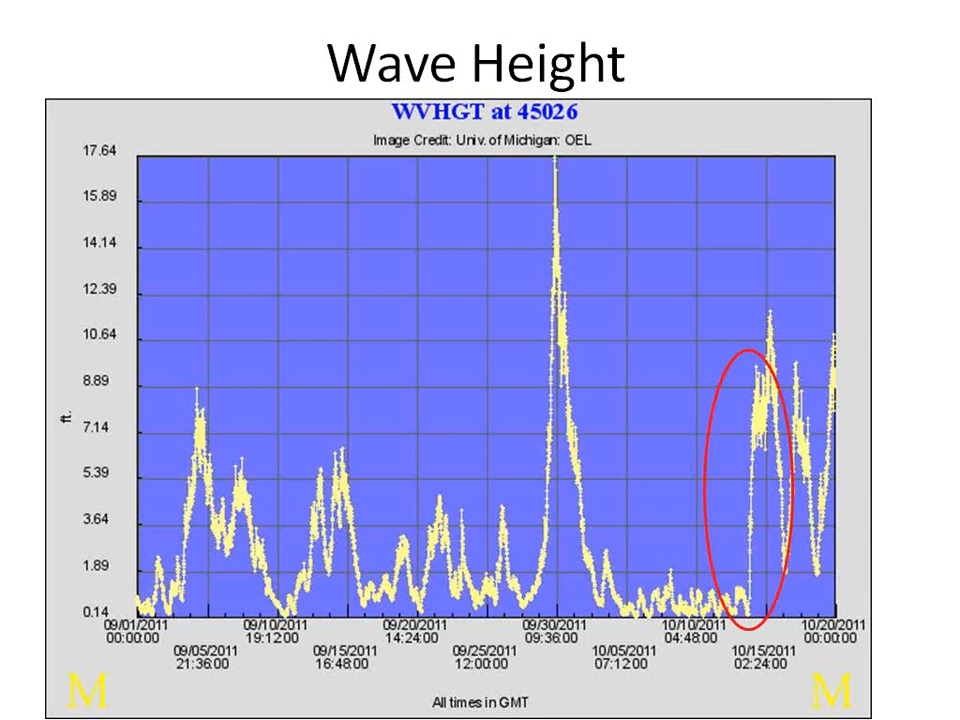 Wave Height
WVHGT at 45026
Image Credit: Univ. of Michigan: OEL
17.64
15.89
14.14
12.39
10.64
8.89
7.14
5.39
3.64
1.89
0.14
ft.
09/01/2011 09/10/2011 09/20/2011 09/30/2011 10/10/2011 10/20/2011
00:00:00 19:12:00 14:24:00 09:36:00 04:48:00 00:00:00
09/05/2011 09/15/2011 09/25/2011 10/05/2011 10/15/2011
21:36:00 16:48:00 12:00:00 07:12:00 02:24:00
M M
All times in GMT